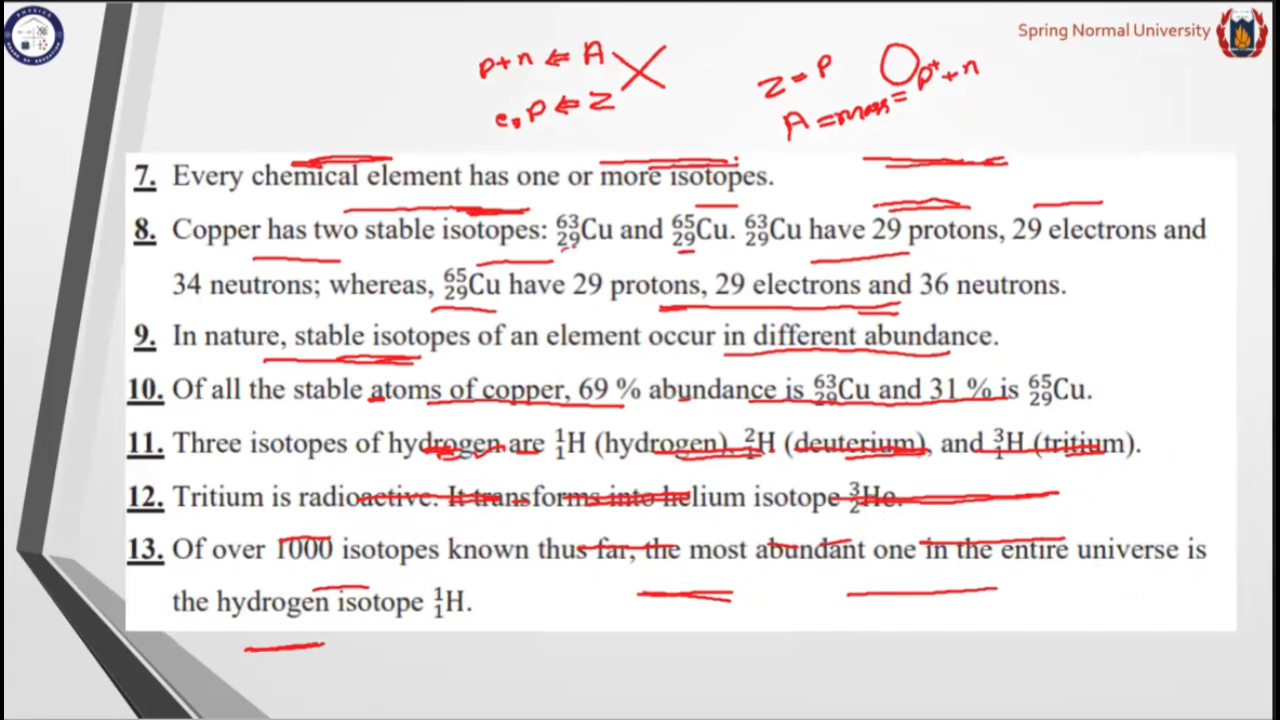 Spring Normal University
p+n ⇐ A
e, p ⇐ Z
Z = P
p⁺+n
A = mass =
7. Every chemical element has one or more isotopes.
8. Copper has two stable isotopes: ⁶³₂₉Cu and ⁶⁵₂₉Cu. ⁶³₂₉Cu have 29 protons, 29 electrons and
34 neutrons; whereas, ⁶⁵₂₉Cu have 29 protons, 29 electrons and 36 neutrons.
9. In nature, stable isotopes of an element occur in different abundance.
10. Of all the stable atoms of copper, 69 % abundance is ⁶³₂₉Cu and 31 % is ⁶⁵₂₉Cu.
11. Three isotopes of hydrogen are ¹₁H (hydrogen), ²₁H (deuterium), and ³₁H (tritium).
12. Tritium is radioactive. It transforms into helium isotope ³₂He.
13. Of over 1000 isotopes known thus far, the most abundant one in the entire universe is
the hydrogen isotope ¹₁H.